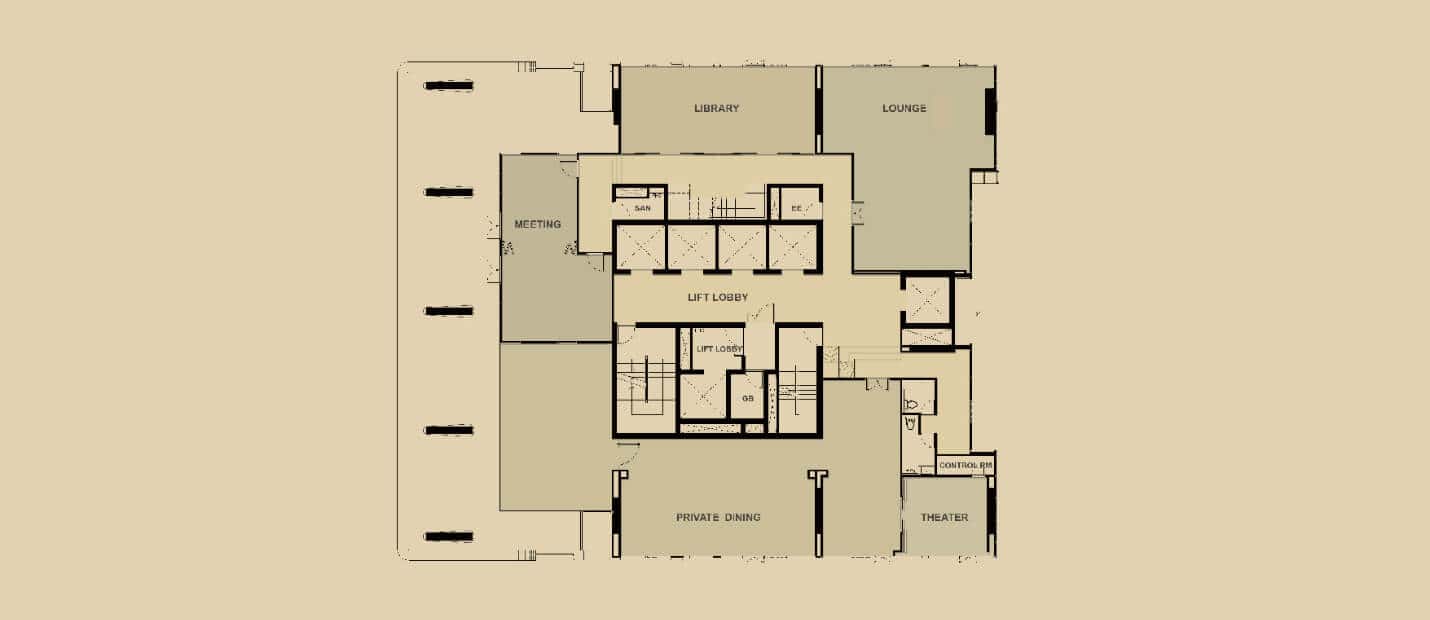 LIBRARY
LOUNGE
SAN
EE
MEETING
LIFT LOBBY
LIFT LOBBY
GB
CONTROL RM
PRIVATE DINING
THEATER